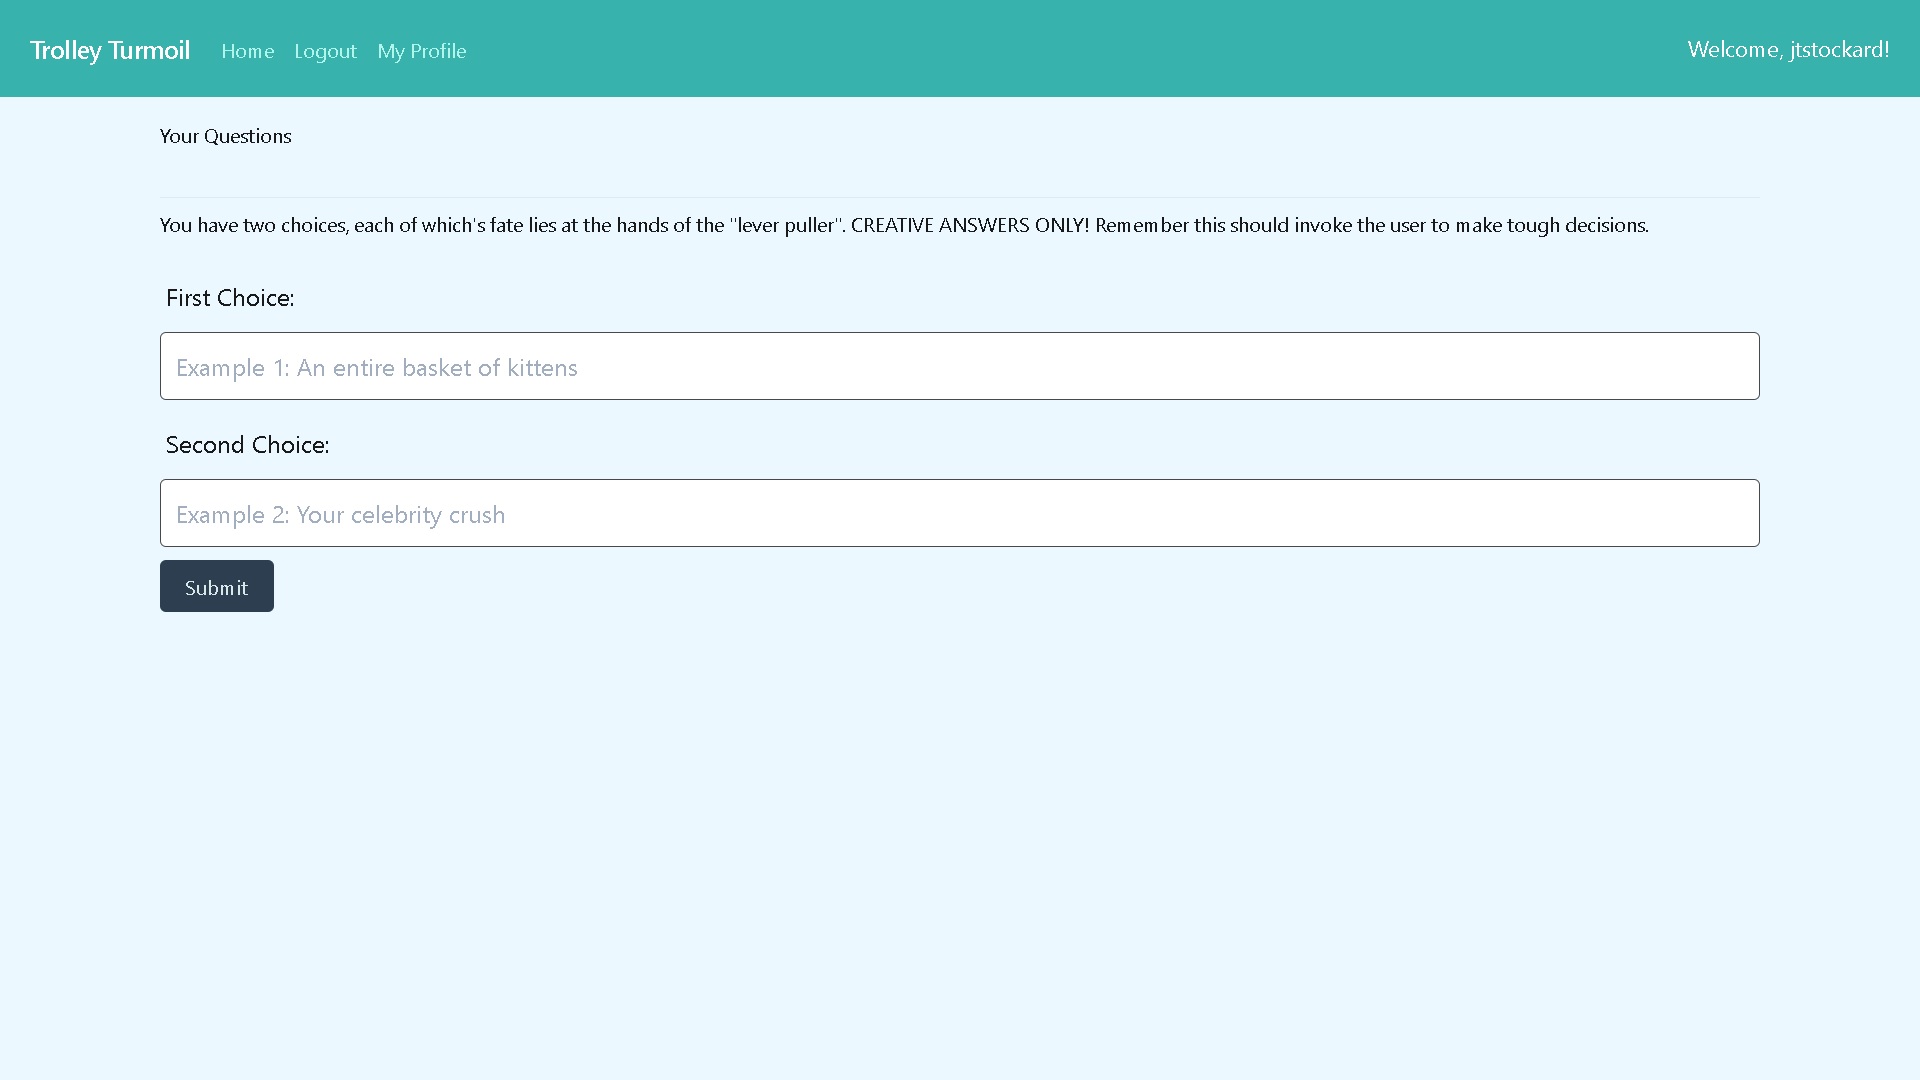 Trolley Turmoil Home Logout My Profile Welcome, jtstockard!
Your Questions
You have two choices, each of which's fate lies at the hands of the "lever puller". CREATIVE ANSWERS ONLY! Remember this should invoke the user to make tough decisions.
First Choice:
Example 1: An entire basket of kittens
Second Choice:
Example 2: Your celebrity crush
Submit